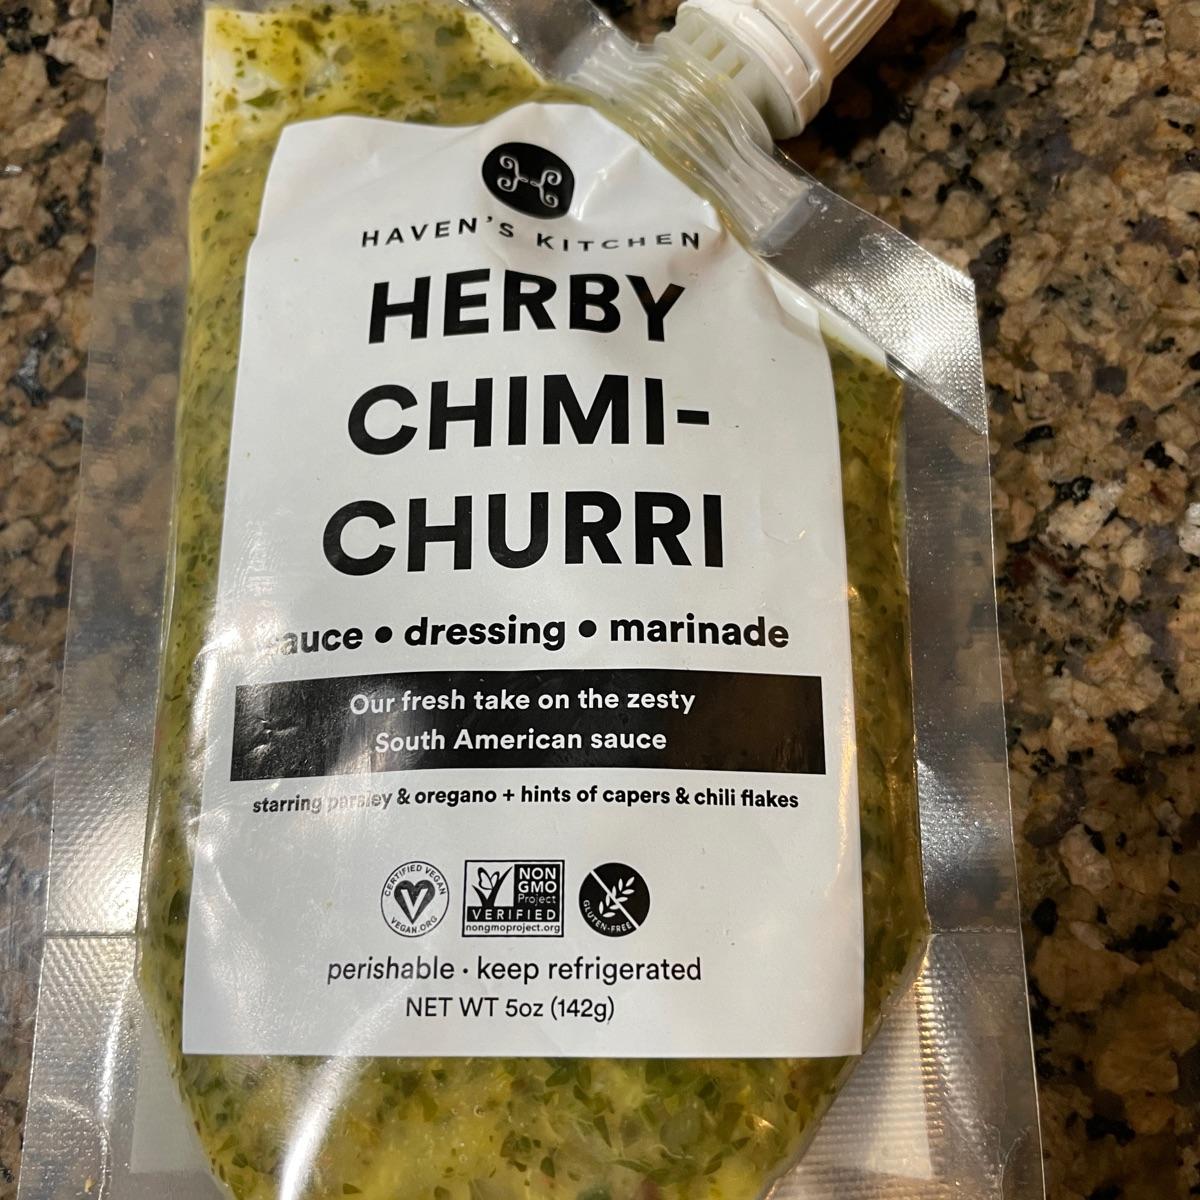 HAVEN'S KITCHEN
HERBY
CHIMI-
CHURRI
sauce • dressing • marinade
Our fresh take on the zesty
South American sauce
starring parsley & oregano + hints of capers & chili flakes
CERTIFIED VEGAN
VEGAN.ORG
NON
GMO
Project
VERIFIED
nongmoproject.org
GLUTEN-FREE
perishable · keep refrigerated
NET WT 5oz (142g)